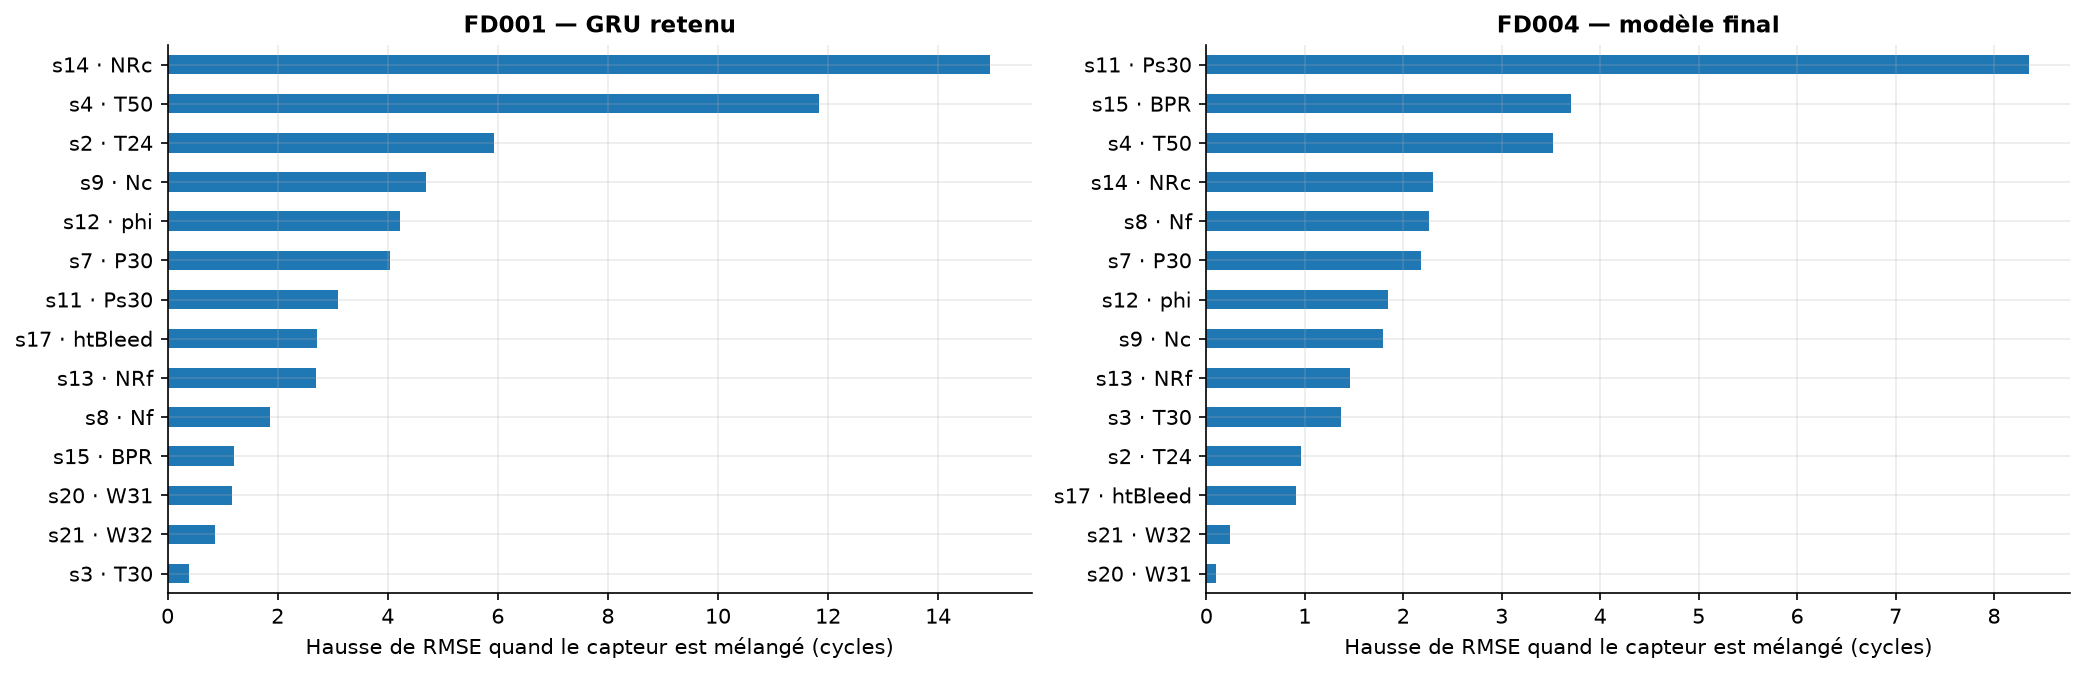 FD001 — GRU retenu
s14 · NRc
s4 · T50
s2 · T24
s9 · Nc
s12 · phi
s7 · P30
s11 · Ps30
s17 · htBleed
s13 · NRf
s8 · Nf
s15 · BPR
s20 · W31
s21 · W32
s3 · T30
0 2 4 6 8 10 12 14
Hausse de RMSE quand le capteur est mélangé (cycles)
FD004 — modèle final
s11 · Ps30
s15 · BPR
s4 · T50
s14 · NRc
s8 · Nf
s7 · P30
s12 · phi
s9 · Nc
s13 · NRf
s3 · T30
s2 · T24
s17 · htBleed
s21 · W32
s20 · W31
0 1 2 3 4 5 6 7 8
Hausse de RMSE quand le capteur est mélangé (cycles)